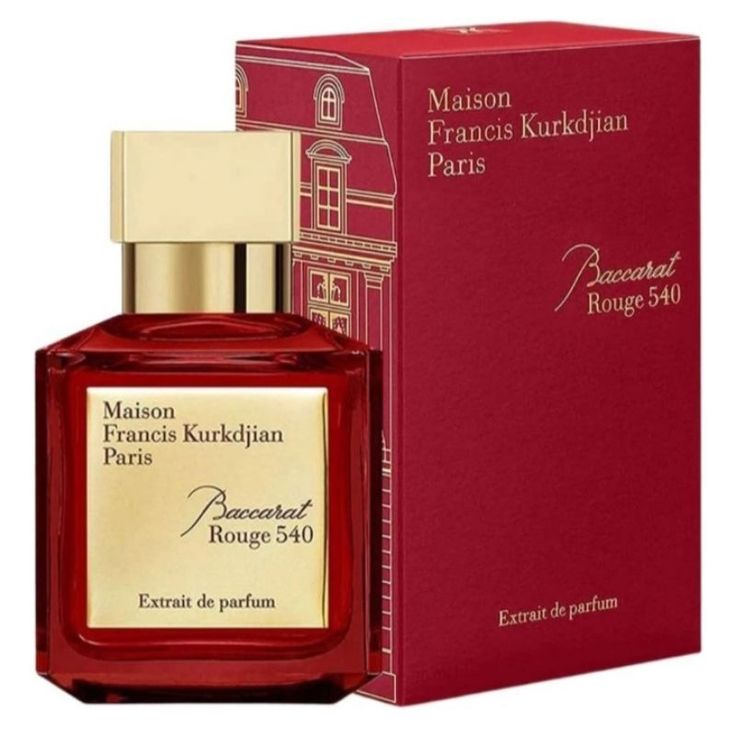 Maison
Francis Kurkdjian
Paris
Baccarat
Rouge 540
Extrait de parfum
Maison
Francis Kurkdjian
Paris
Baccarat
Rouge 540
Extrait de parfum